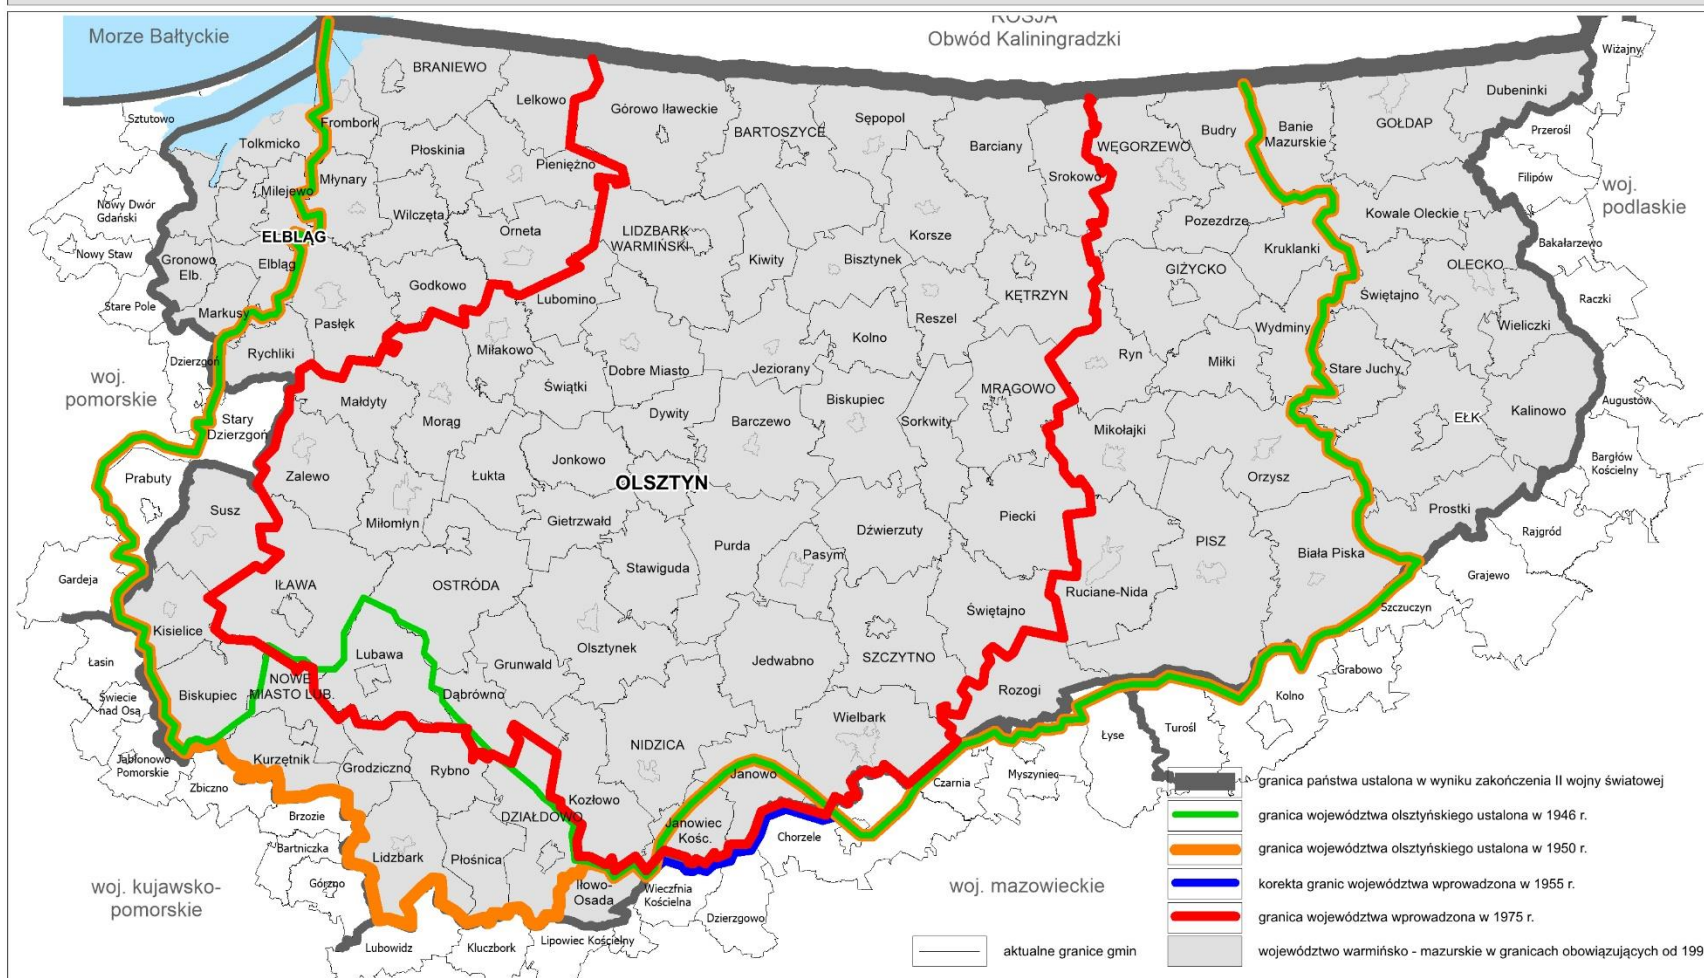 Morze Bałtyckie
ROSJA
Obwód Kaliningradzki
Wiżajny
BRANIEWO
Lelkowo
Górowo Iławeckie
Dubeninki
Sztutowo
Frombork
Sępopol
BARTOSZYCE
Budry
Banie
Mazurskie
GOŁDAP
Przerośl
Tolmicko
Płoskinia
Pieniężno
Barciany
WĘGORZEWO
Srokowo
Filipów
woj.
podlaskie
Milejewo
Młynary
Nowy Dwór
Gdański
Wilczęta
Orneta
LIDZBARK
WARMIŃSKI
Korsze
Pozezdrze
Kowale Oleckie
ELBLĄG
Bakałarzewo
Nowy Staw
Gronowo
Elb.
Elbląg
Kiwity
Bisztynek
Kruklanki
GIŻYCKO
OLECKO
Raczki
Stare Pole
Markusy
Godkowo
Lubomino
KĘTRZYN
Świętajno
Pasłęk
Reszel
Wydminy
Wieliczki
Dzierzgoń
Rychliki
Miłakowo
Kolno
Ryn
Miłki
woj.
pomorskie
Świątki
Dobre Miasto
Jeziorany
MRĄGOWO
Stare Juchy
Stary
Dzierzgoń
Małdyty
Morąg
Dywity
Barczewo
Biskupiec
Sorkwity
Mikołajki
EŁK
Kalinowo
Augustów
Prabuty
Zalewo
Łukta
Jonkowo
OLSZTYN
Orzysz
Bargłów
Kościelny
Susz
Miłomłyn
Gietrzwałd
Dźwierzuty
Piecki
Prostki
Rajgród
Purda
Pasym
PISZ
Biała Piska
Gardeja
IŁAWA
OSTRÓDA
Stawiguda
Grajewo
Kisielice
Świętajno
Ruciane-Nida
Szczuczyn
Łasin
Lubawa
Grunwald
Olsztynek
Jedwabno
SZCZYTNO
Grabowo
Świecie
nad Osą
Biskupiec
NOWE
MIASTO LUB.
Dąbrówno
Rozogi
Kolno
Wielbark
Łyse
Turośl
Jabłonowo
Pomorskie
Kurzętnik
Grodziczno
Rybno
NIDZICA
Janowo
Czarnia
Myszyniec
Zbiczno
Kozłowo
Brzozie
DZIAŁDOWO
Janowiec
Kośc.
Chorzele
Bartniczka
Lidzbark
Płośnica
Górzno
Iłowo-
Osada
Wieczfnia
Kościelna
woj. kujawsko-
pomorskie
woj. mazowieckie
Dzierzgowo
Lubowidz
Kluczbork
Lipowiec Kościelny
granica państwa ustalona w wyniku zakończenia II wojny światowej
granica województwa olsztyńskiego ustalona w 1946 r.
granica województwa olsztyńskiego ustalona w 1950 r.
korekta granic województwa wprowadzona w 1955 r.
granica województwa wprowadzona w 1975 r.
aktualne granice gmin
województwo warmińsko - mazurskie w granicach obowiązujących od 199